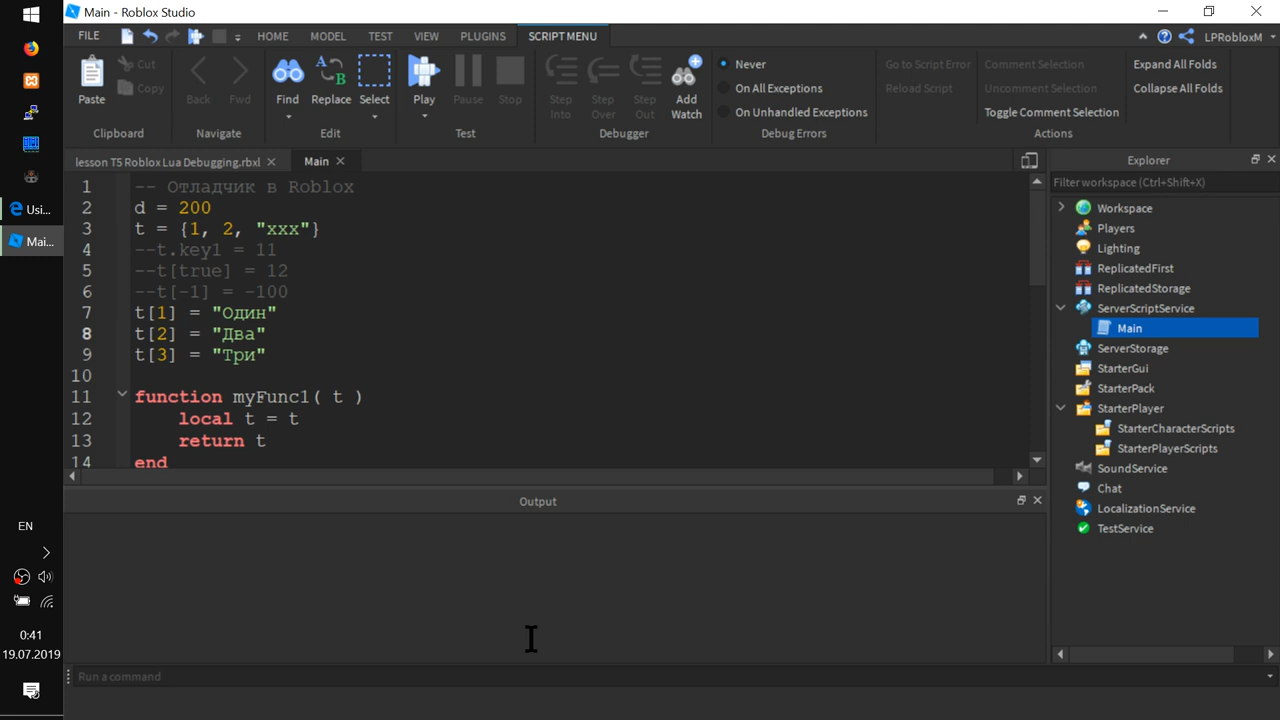 Main - Roblox Studio
FILE
HOME
MODEL
TEST
VIEW
PLUGINS
SCRIPT MENU
LPRobloxM
Paste
Cut
Copy
Clipboard
Back
Fwd
Navigate
Find
Replace
Select
Edit
Play
Pause
Stop
Test
Step Into
Step Over
Step Out
Add Watch
Debugger
Never
On All Exceptions
On Unhandled Exceptions
Debug Errors
Go to Script Error
Reload Script
Comment Selection
Uncomment Selection
Toggle Comment Selection
Expand All Folds
Collapse All Folds
Actions
lesson T5 Roblox Lua Debugging.rbxl
Main
1 -- Отладчик в Roblox
2 d = 200
3 t = {1, 2, "xxx"}
4 --t.key1 = 11
5 --t[true] = 12
6 --t[-1] = -100
7 t[1] = "Один"
8 t[2] = "Два"
9 t[3] = "Три"
10
11 function myFunc1( t )
12 local t = t
13 return t
14 end
Output
Run a command
Explorer
Filter workspace (Ctrl+Shift+X)
Workspace
Players
Lighting
ReplicatedFirst
ReplicatedStorage
ServerScriptService
Main
ServerStorage
StarterGui
StarterPack
StarterPlayer
StarterCharacterScripts
StarterPlayerScripts
SoundService
Chat
LocalizationService
TestService
Usi...
Mai...
EN
0:41
19.07.2019